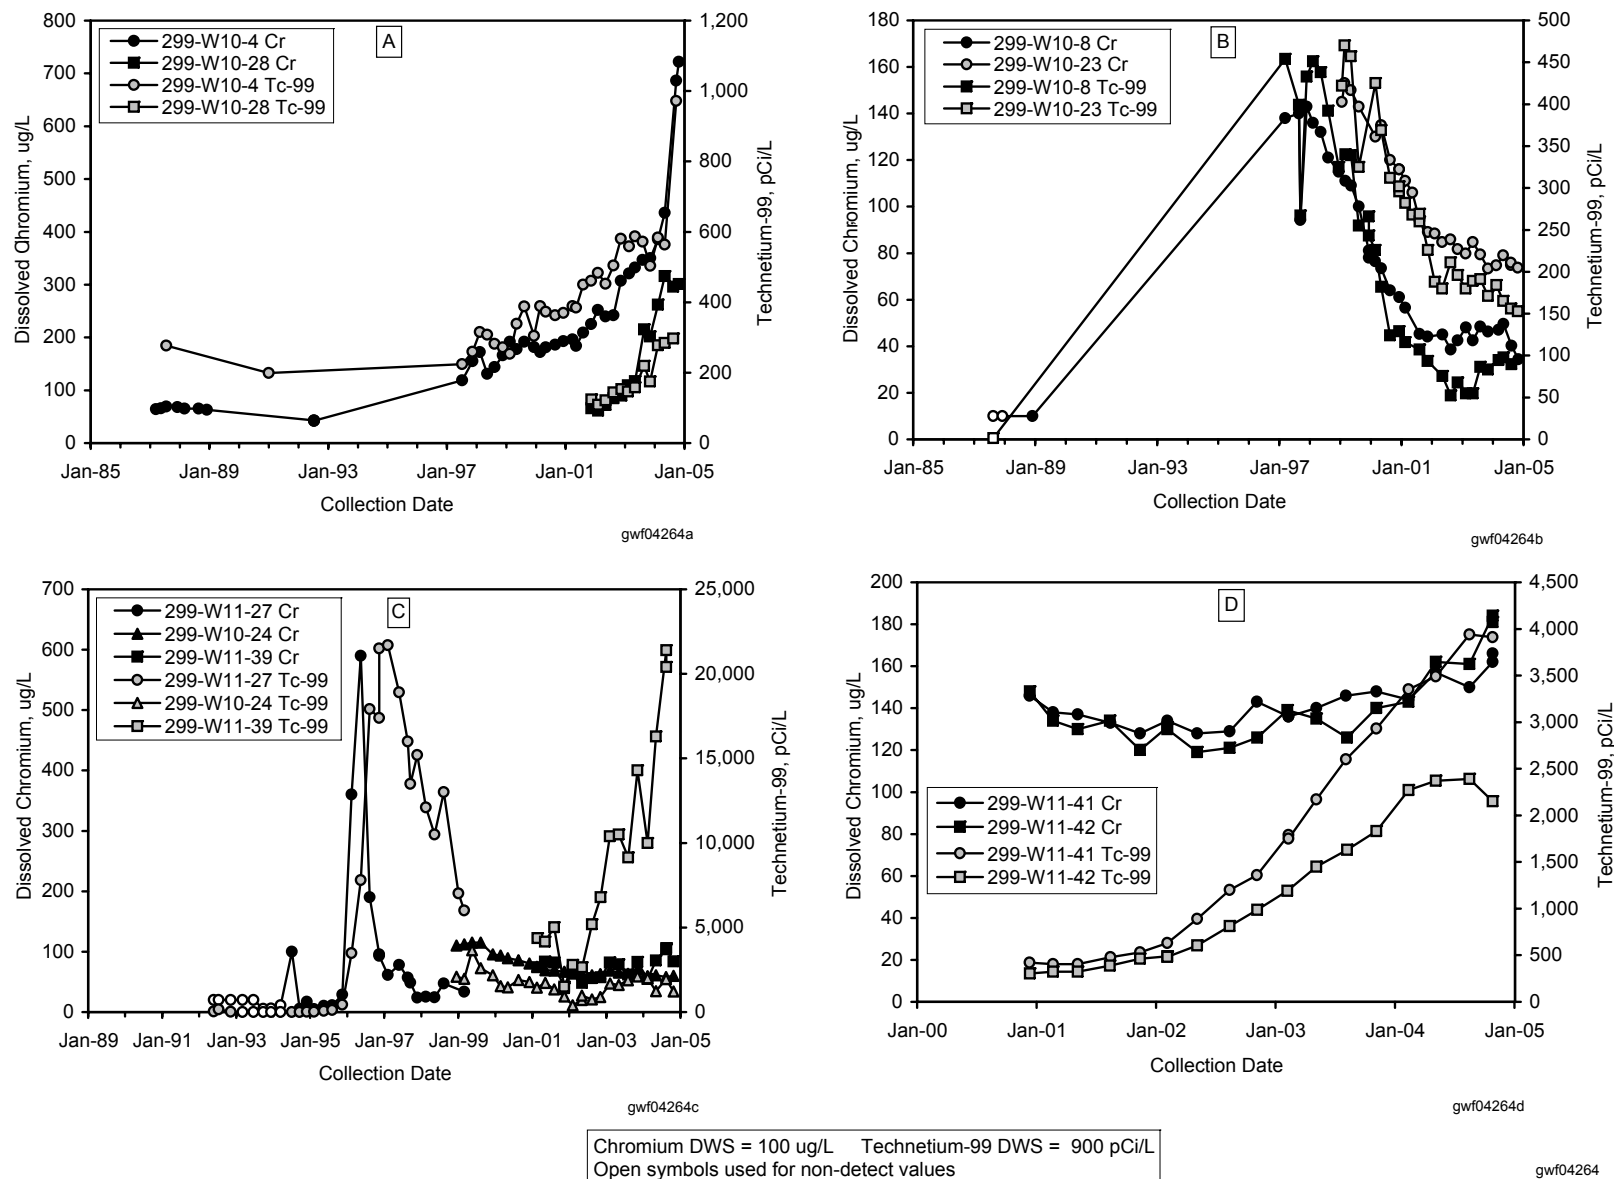 A
299-W10-4 Cr
299-W10-28 Cr
299-W10-4 Tc-99
299-W10-28 Tc-99
Dissolved Chromium, ug/L
800
700
600
500
400
300
200
100
0
Technetium-99, pCi/L
1,200
1,000
800
600
400
200
0
Jan-85 Jan-89 Jan-93 Jan-97 Jan-01 Jan-05
Collection Date
gwf04264a
B
299-W10-8 Cr
299-W10-23 Cr
299-W10-8 Tc-99
299-W10-23 Tc-99
Dissolved Chromium, ug/L
180
160
140
120
100
80
60
40
20
0
Technetium-99, pCi/L
500
450
400
350
300
250
200
150
100
50
0
Jan-85 Jan-89 Jan-93 Jan-97 Jan-01 Jan-05
Collection Date
gwf04264b
C
299-W11-27 Cr
299-W10-24 Cr
299-W11-39 Cr
299-W11-27 Tc-99
299-W10-24 Tc-99
299-W11-39 Tc-99
Dissolved Chromium, ug/L
700
600
500
400
300
200
100
0
Technetium-99, pCi/L
25,000
20,000
15,000
10,000
5,000
0
Jan-89 Jan-91 Jan-93 Jan-95 Jan-97 Jan-99 Jan-01 Jan-03 Jan-05
Collection Date
gwf04264c
D
299-W11-41 Cr
299-W11-42 Cr
299-W11-41 Tc-99
299-W11-42 Tc-99
Dissolved Chromium, ug/L
200
180
160
140
120
100
80
60
40
20
0
Technetium-99, pCi/L
4,500
4,000
3,500
3,000
2,500
2,000
1,500
1,000
500
0
Jan-00 Jan-01 Jan-02 Jan-03 Jan-04 Jan-05
Collection Date
gwf04264d
Chromium DWS = 100 ug/L Technetium-99 DWS = 900 pCi/L
Open symbols used for non-detect values
gwf04264